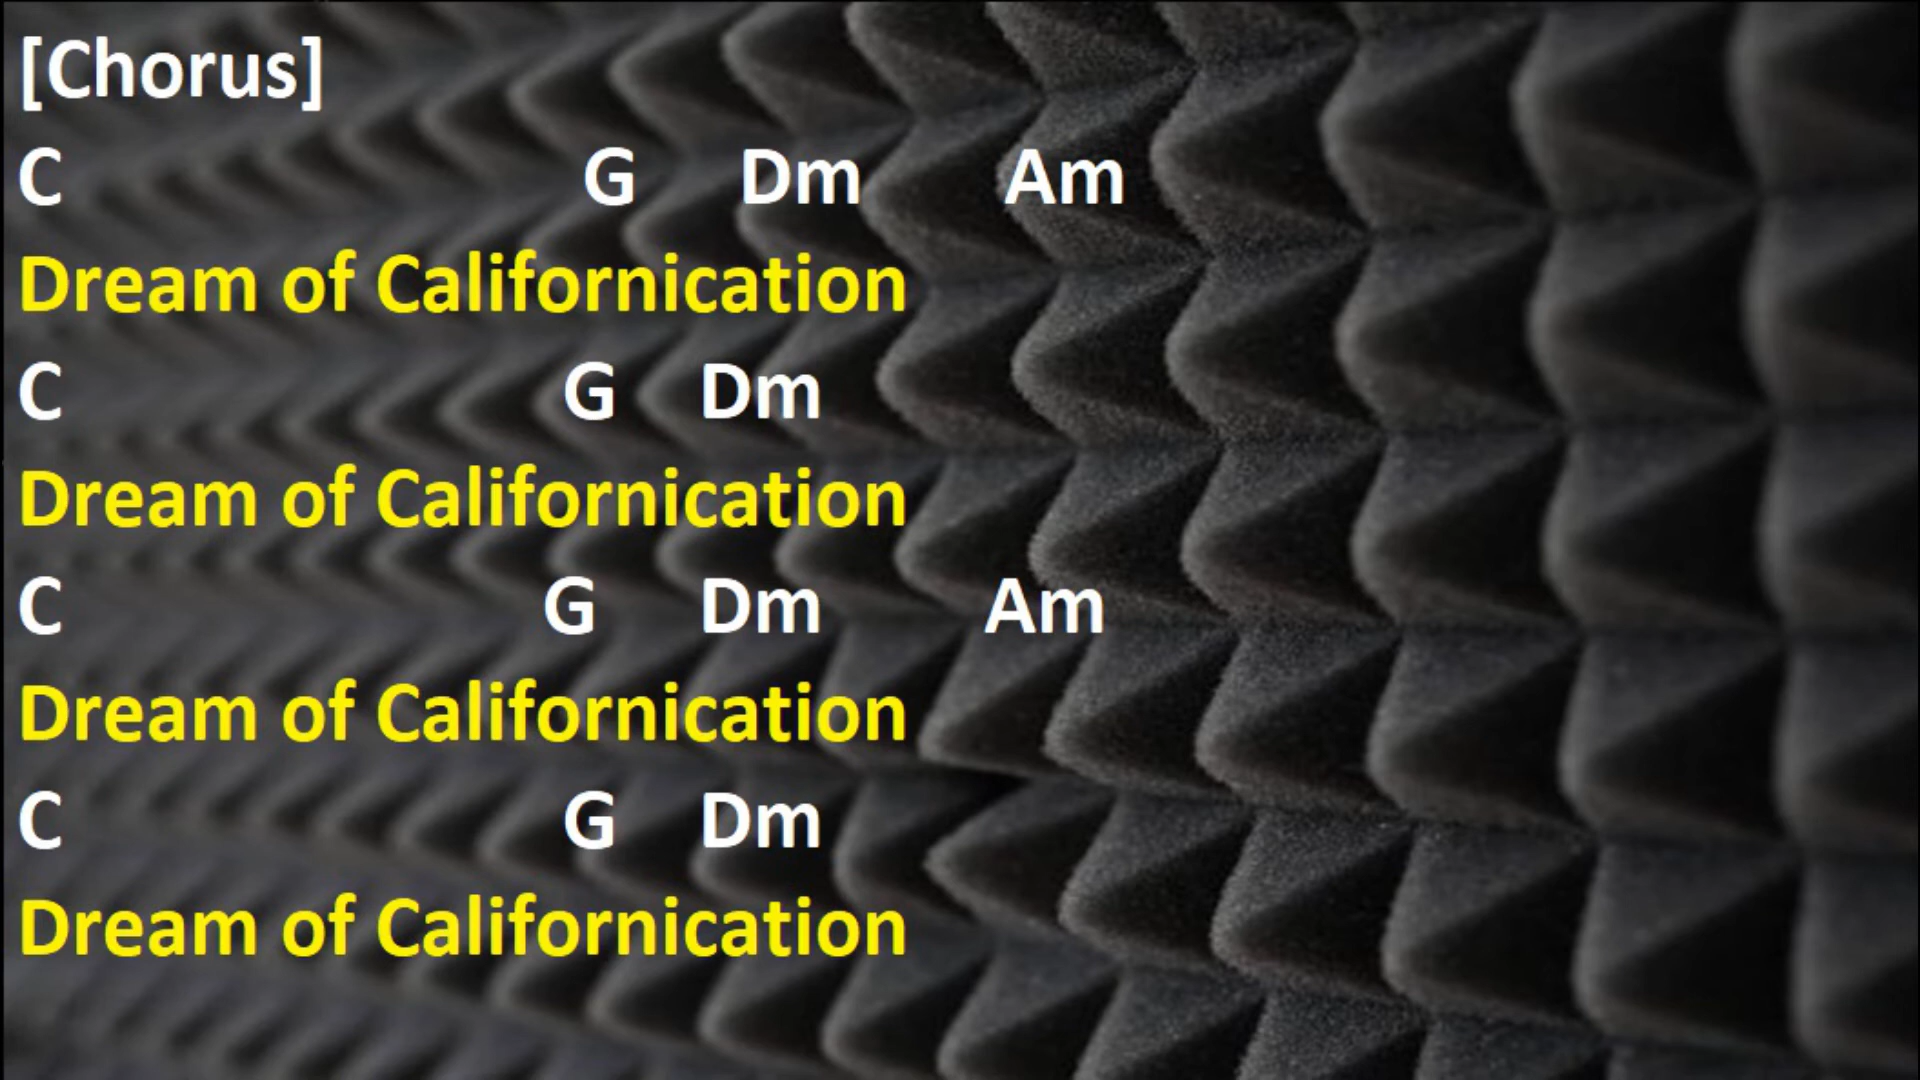 [Chorus]
C G Dm Am
Dream of Californication
C G Dm
Dream of Californication
C G Dm Am
Dream of Californication
C G Dm
Dream of Californication